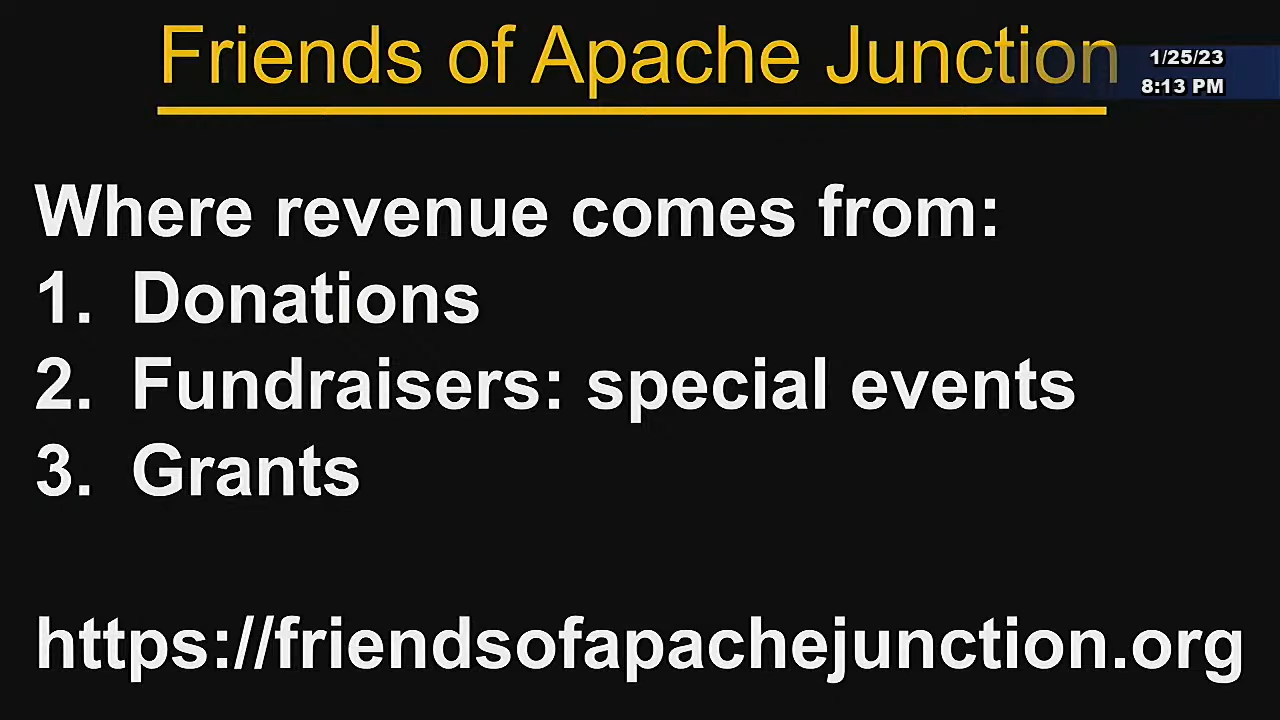 Friends of Apache Junction
1/25/23
8:13 PM
Where revenue comes from:
1. Donations
2. Fundraisers: special events
3. Grants
https://friendsofapachejunction.org